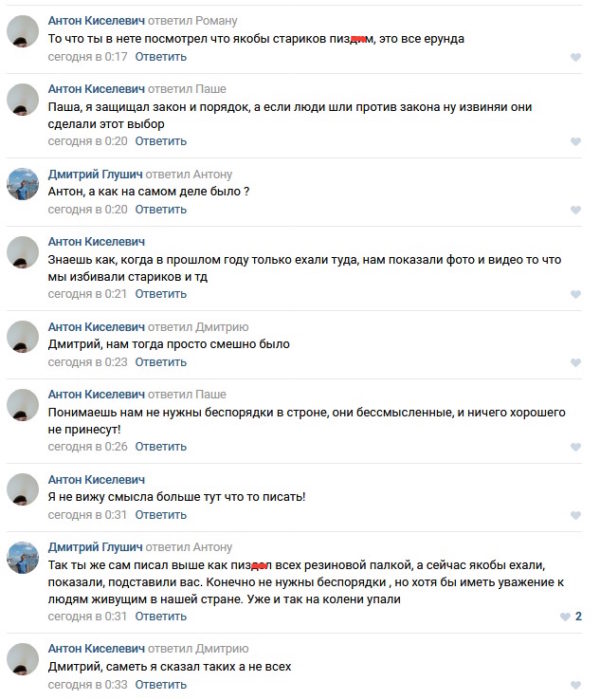 Антон Киселевич ответил Роману
То что ты в нете посмотрел что якобы стариков пиздим, это все ерунда
сегодня в 0:17 Ответить
Антон Киселевич ответил Паше
Паша, я защищал закон и порядок, а если люди шли против закона ну извиняи они
сделали этот выбор
сегодня в 0:20 Ответить
Дмитрий Глушич ответил Антону
Антон, а как на самом деле было ?
сегодня в 0:20 Ответить
Антон Киселевич
Знаешь как, когда в прошлом году только ехали туда, нам показали фото и видео то что
мы избивали стариков и тд
сегодня в 0:21 Ответить
Антон Киселевич ответил Дмитрию
Дмитрий, нам тогда просто смешно было
сегодня в 0:23 Ответить
Антон Киселевич ответил Паше
Понимаешь нам не нужны беспорядки в строне, они бессмысленные, и ничего хорошего
не принесут!
сегодня в 0:26 Ответить
Антон Киселевич
Я не вижу смысла больше тут что то писать!
сегодня в 0:31 Ответить
Дмитрий Глушич ответил Антону
Так ты же сам писал выше как пиздол всех резиновой палкой, а сейчас якобы ехали,
показали, подставили вас. Конечно не нужны беспорядки , но хотя бы иметь уважение к
людям живущим в нашей стране. Уже и так на колени упали
сегодня в 0:31 Ответить 2
Антон Киселевич ответил Дмитрию
Дмитрий, саметь я сказал таких а не всех
сегодня в 0:33 Ответить